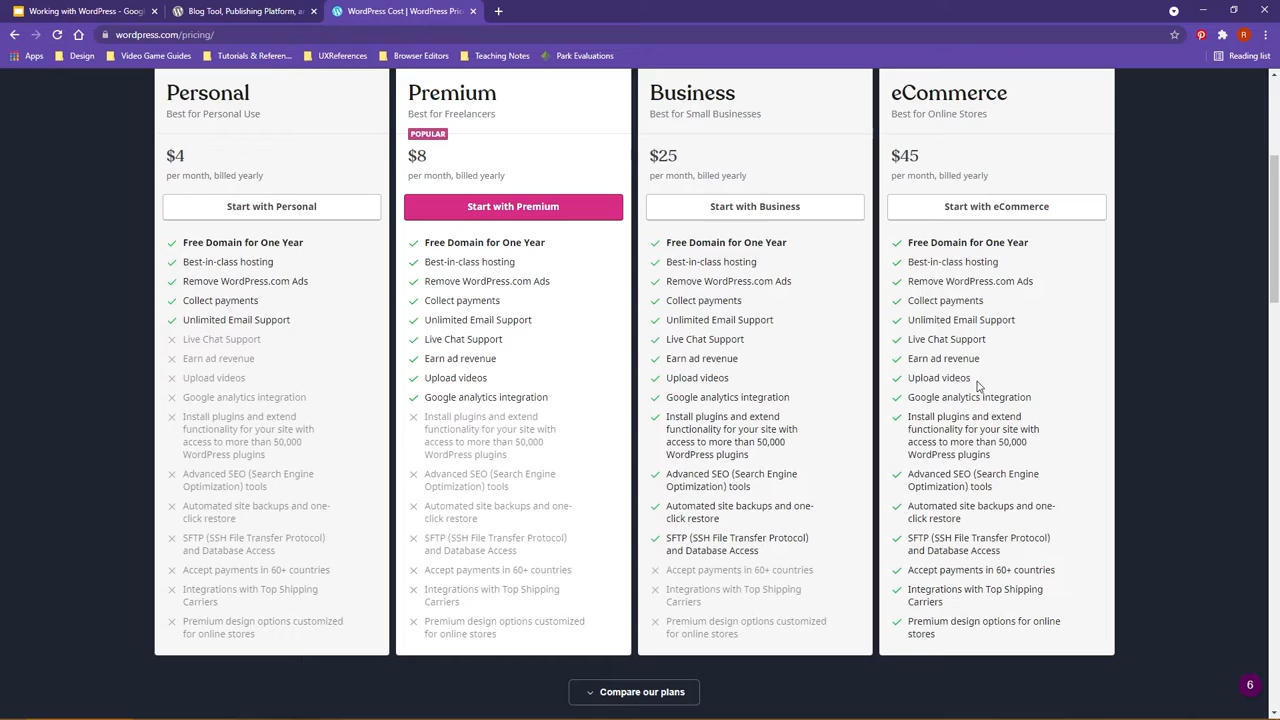 Working with WordPress - Googl
Blog Tool, Publishing Platform, an
WordPress Cost | WordPress Pric
wordpress.com/pricing/
R
Apps
Design
Video Game Guides
Tutorials & Referen...
UXReferences
Browser Editors
Teaching Notes
Park Evaluations
Reading list
Personal
Best for Personal Use
$4
per month, billed yearly
Start with Personal
Free Domain for One Year
Best-in-class hosting
Remove WordPress.com Ads
Collect payments
Unlimited Email Support
Live Chat Support
Earn ad revenue
Upload videos
Google analytics integration
Install plugins and extend
functionality for your site with
access to more than 50,000
WordPress plugins
Advanced SEO (Search Engine
Optimization) tools
Automated site backups and one-
click restore
SFTP (SSH File Transfer Protocol)
and Database Access
Accept payments in 60+ countries
Integrations with Top Shipping
Carriers
Premium design options customized
for online stores
Premium
Best for Freelancers
POPULAR
$8
per month, billed yearly
Start with Premium
Free Domain for One Year
Best-in-class hosting
Remove WordPress.com Ads
Collect payments
Unlimited Email Support
Live Chat Support
Earn ad revenue
Upload videos
Google analytics integration
Install plugins and extend
functionality for your site with
access to more than 50,000
WordPress plugins
Advanced SEO (Search Engine
Optimization) tools
Automated site backups and one-
click restore
SFTP (SSH File Transfer Protocol)
and Database Access
Accept payments in 60+ countries
Integrations with Top Shipping
Carriers
Premium design options customized
for online stores
Business
Best for Small Businesses
$25
per month, billed yearly
Start with Business
Free Domain for One Year
Best-in-class hosting
Remove WordPress.com Ads
Collect payments
Unlimited Email Support
Live Chat Support
Earn ad revenue
Upload videos
Google analytics integration
Install plugins and extend
functionality for your site with
access to more than 50,000
WordPress plugins
Advanced SEO (Search Engine
Optimization) tools
Automated site backups and one-
click restore
SFTP (SSH File Transfer Protocol)
and Database Access
Accept payments in 60+ countries
Integrations with Top Shipping
Carriers
Premium design options customized
for online stores
eCommerce
Best for Online Stores
$45
per month, billed yearly
Start with eCommerce
Free Domain for One Year
Best-in-class hosting
Remove WordPress.com Ads
Collect payments
Unlimited Email Support
Live Chat Support
Earn ad revenue
Upload videos
Google analytics integration
Install plugins and extend
functionality for your site with
access to more than 50,000
WordPress plugins
Advanced SEO (Search Engine
Optimization) tools
Automated site backups and one-
click restore
SFTP (SSH File Transfer Protocol)
and Database Access
Accept payments in 60+ countries
Integrations with Top Shipping
Carriers
Premium design options for online
stores
Compare our plans
6